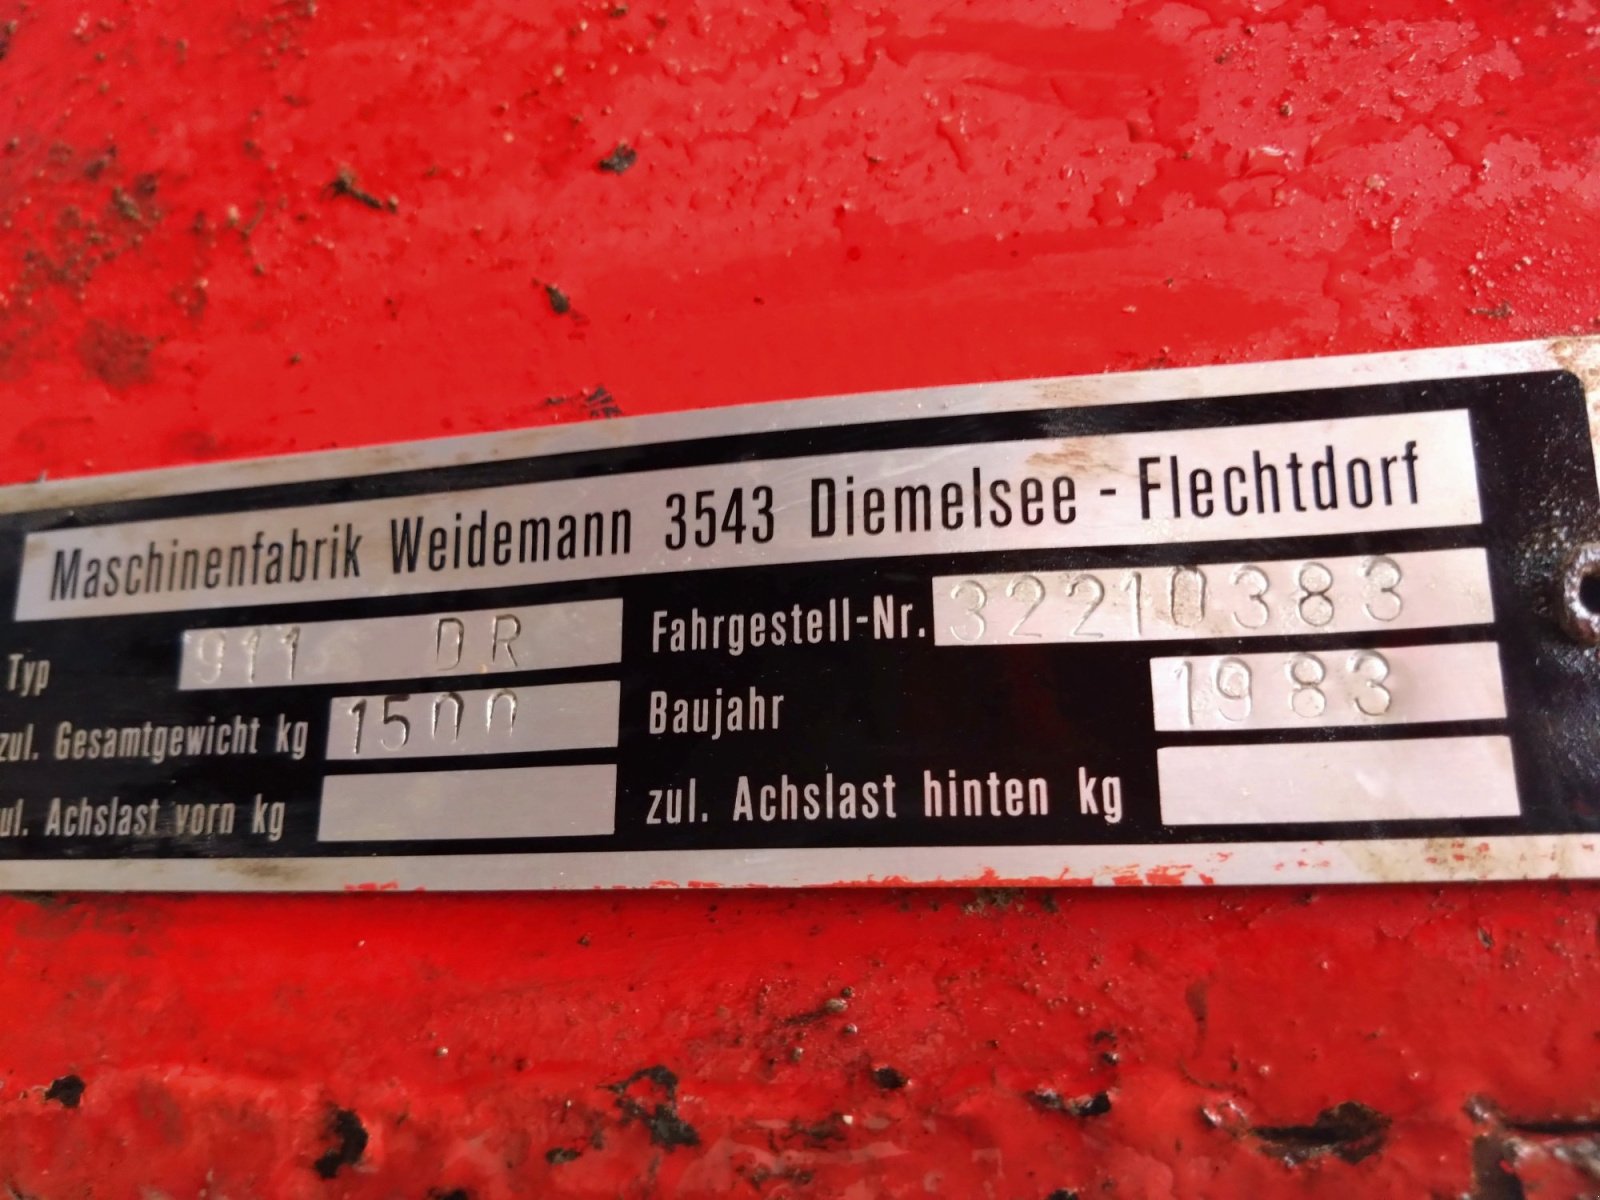 Maschinenfabrik Weidemann 3543 Diemelsee - Flechtdorf
Typ 911 DR Fahrgestell-Nr. 32210383
zul. Gesamtgewicht kg 1500 Baujahr 1983
zul. Achslast vorn kg zul. Achslast hinten kg